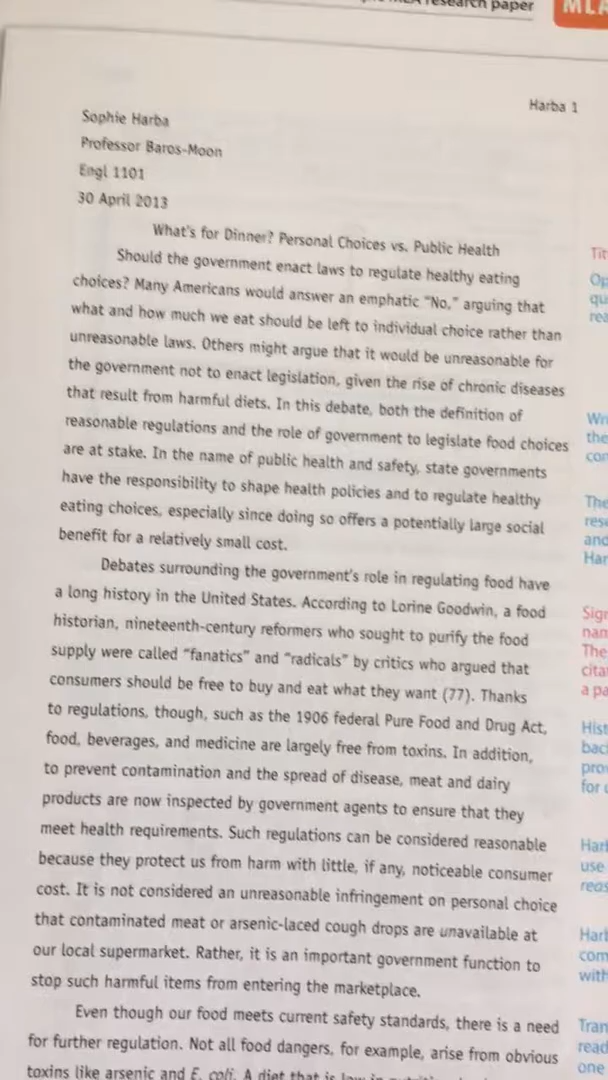 research paper
MLA
Harba 1
Sophie Harba
Professor Baros-Moon
Engl 1101
30 April 2013
What's for Dinner? Personal Choices vs. Public Health
Should the government enact laws to regulate healthy eating
choices? Many Americans would answer an emphatic “No,” arguing that
what and how much we eat should be left to individual choice rather than
unreasonable laws. Others might argue that it would be unreasonable for
the government not to enact legislation, given the rise of chronic diseases
that result from harmful diets. In this debate, both the definition of
reasonable regulations and the role of government to legislate food choices
are at stake. In the name of public health and safety, state governments
have the responsibility to shape health policies and to regulate healthy
eating choices, especially since doing so offers a potentially large social
benefit for a relatively small cost.
Debates surrounding the government's role in regulating food have
a long history in the United States. According to Lorine Goodwin, a food
historian, nineteenth-century reformers who sought to purify the food
supply were called “fanatics” and “radicals” by critics who argued that
consumers should be free to buy and eat what they want (77). Thanks
to regulations, though, such as the 1906 federal Pure Food and Drug Act,
food, beverages, and medicine are largely free from toxins. In addition,
to prevent contamination and the spread of disease, meat and dairy
products are now inspected by government agents to ensure that they
meet health requirements. Such regulations can be considered reasonable
because they protect us from harm with little, if any, noticeable consumer
cost. It is not considered an unreasonable infringement on personal choice
that contaminated meat or arsenic-laced cough drops are unavailable at
our local supermarket. Rather, it is an important government function to
stop such harmful items from entering the marketplace.
Even though our food meets current safety standards, there is a need
for further regulation. Not all food dangers, for example, arise from obvious
toxins like arsenic and E. coli. A diet that is low in